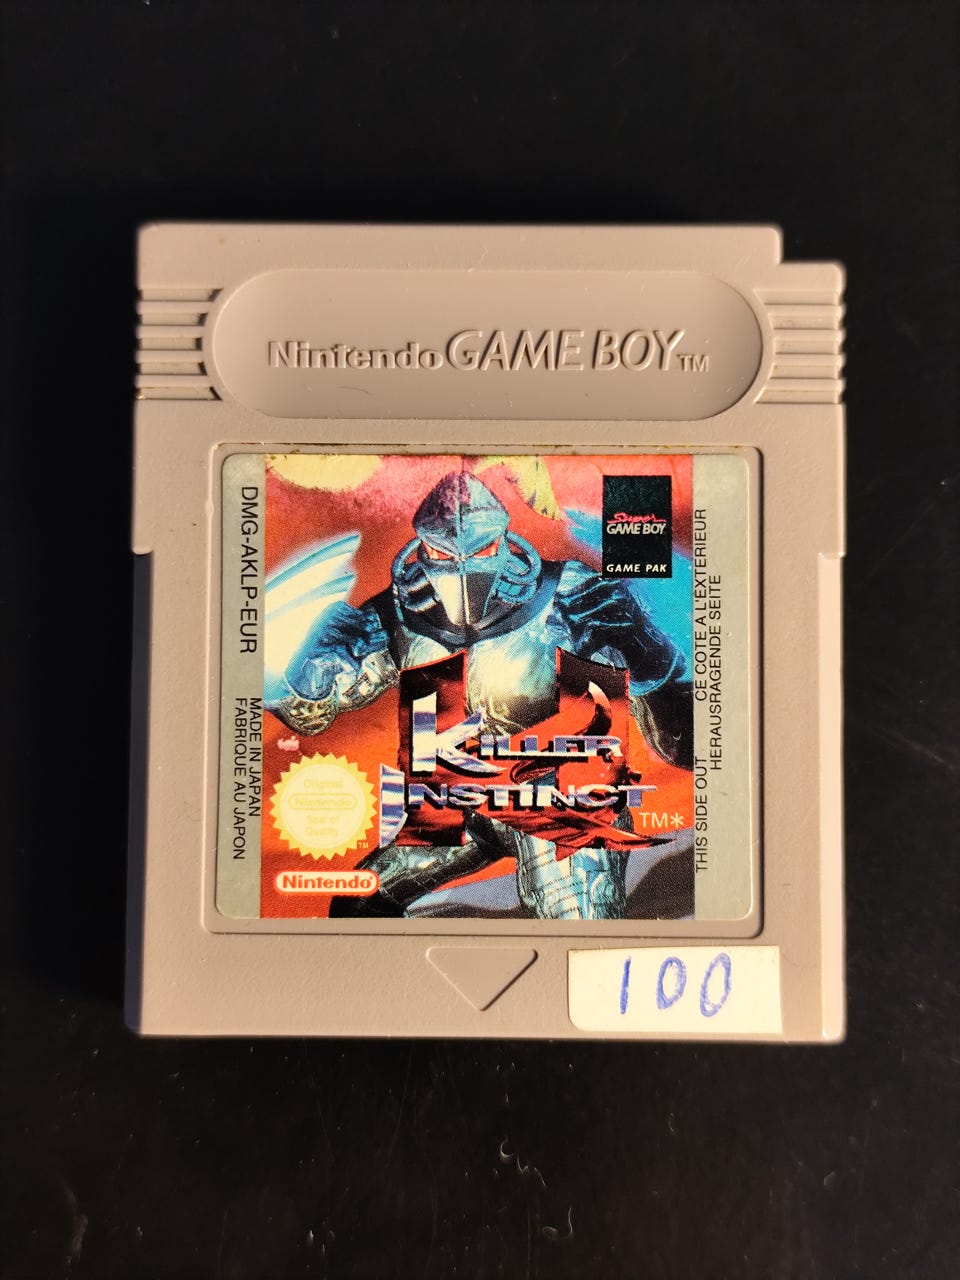 Nintendo GAME BOY TM
DMG-AKLP-EUR
MADE IN JAPAN
FABRIQUE AU JAPON
Super
GAME BOY
GAME PAK
KILLER
INSTINCT
TM*
Original
Nintendo
Seal of
Quality
TM
Nintendo
THIS SIDE OUT CE COTE A L'EXTERIEUR
HERAUSRAGENDE SEITE
100